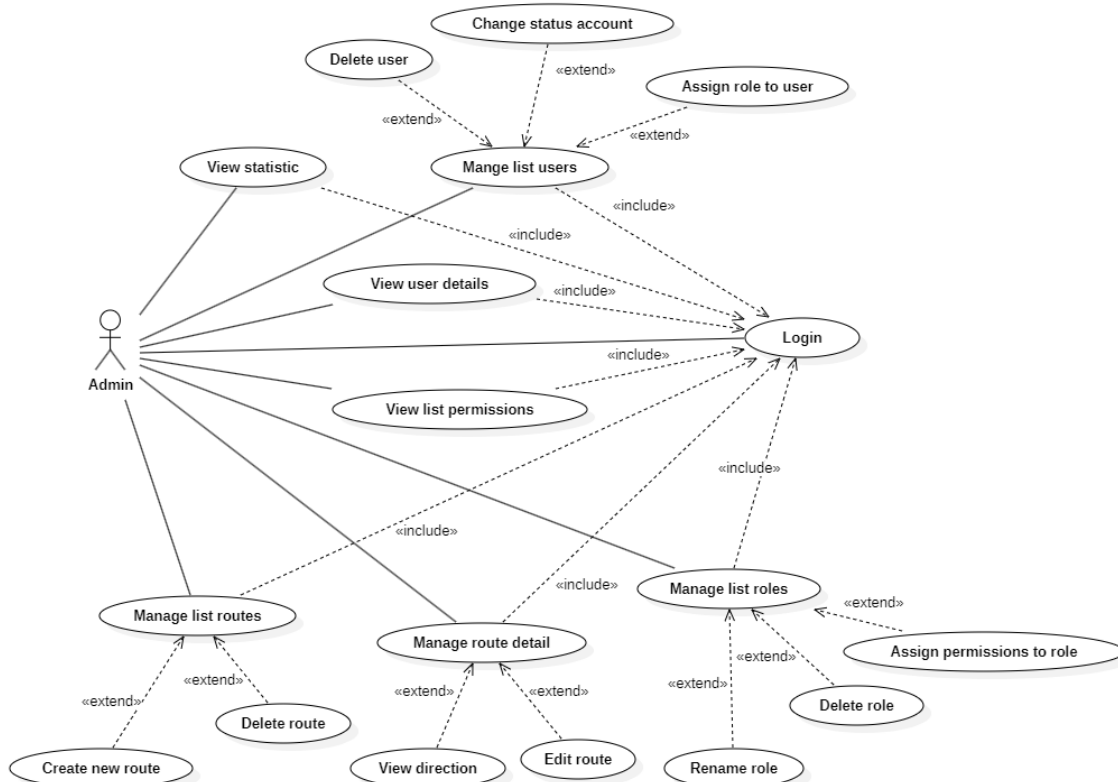 Change status account
Delete user
«extend»
Assign role to user
«extend»
«extend»
View statistic
Mange list users
«include»
«include»
View user details
«include»
Login
Admin
«include»
View list permissions
«include»
«include»
«include»
Manage list roles
Manage list routes
«extend»
Manage route detail
Assign permissions to role
«extend»
«extend»
«extend»
«extend»
«extend»
«extend»
Delete role
Delete route
Create new route
View direction
Edit route
Rename role